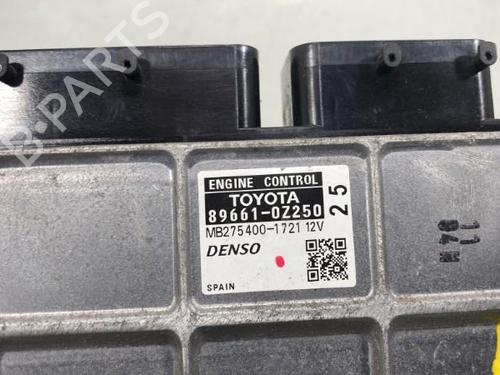 B-PARTS
ENGINE CONTROL
TOYOTA
89661-0Z250
25
MB275400-1721 12V
DENSO
SPAIN